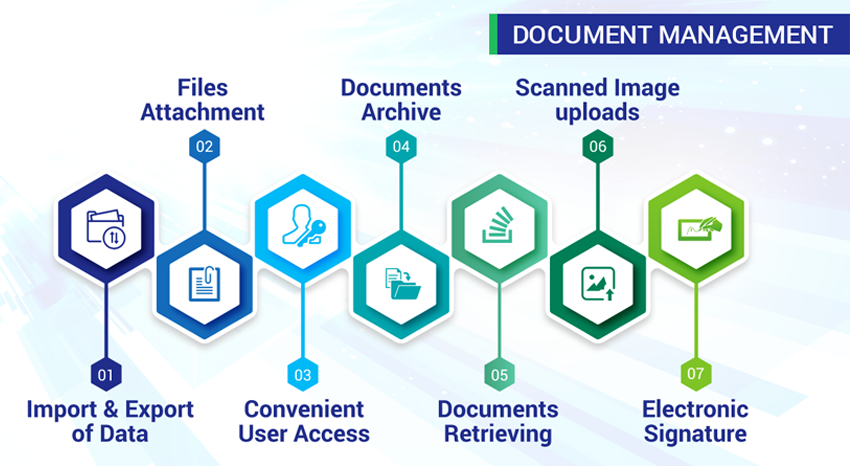 DOCUMENT MANAGEMENT
01
Import & Export
of Data
Files
Attachment
02
03
Convenient
User Access
Documents
Archive
04
05
Documents
Retrieving
Scanned Image
uploads
06
07
Electronic
Signature